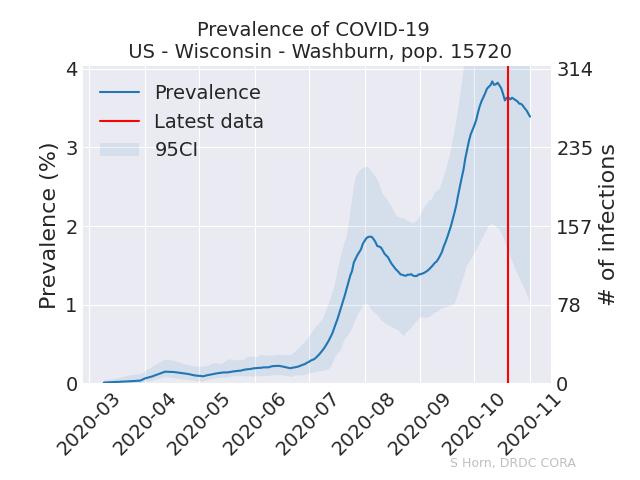 Prevalence of COVID-19
US - Wisconsin - Washburn, pop. 15720
4
3
2
1
0
314
235
157
78
0
Prevalence
Latest data
95CI
Prevalence (%)
# of infections
2020-03
2020-04
2020-05
2020-06
2020-07
2020-08
2020-09
2020-10
2020-11
S Horn, DRDC CORA